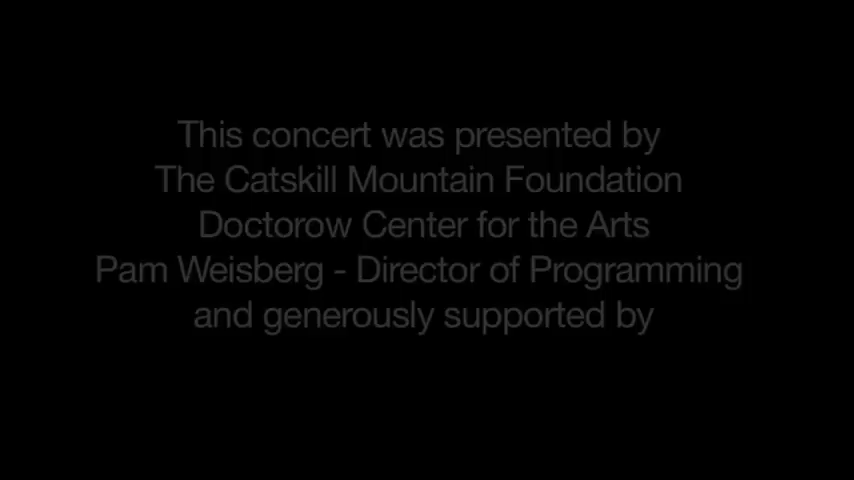 This concert was presented by
The Catskill Mountain Foundation
Doctorow Center for the Arts
Pam Weisberg - Director of Programming
and generously supported by